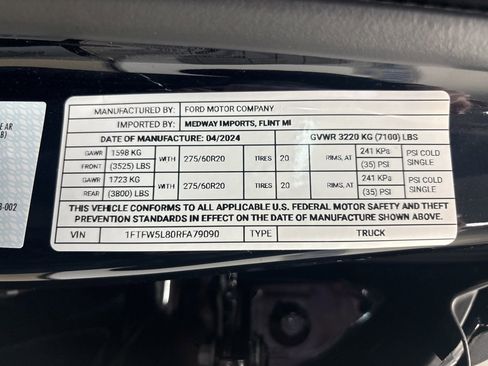 E AR
B)
3-002
MANUFACTURED BY: FORD MOTOR COMPANY
IMPORTED BY: MEDWAY IMPORTS, FLINT MI
DATE OF MANUFACTURE: 04/2024 GVWR 3220 KG (7100) LBS
GAWR 1598 KG WITH 275/60R20 TIRES 20 RIMS, AT 241 KPa PSI COLD
FRONT (3525) LBS (35) PSI SINGLE
GAWR 1723 KG WITH 275/60R20 TIRES 20 RIMS, AT 241 KPa PSI COLD
REAR (3800) LBS (35) PSI SINGLE
THIS VEHICLE CONFORMS TO ALL APPLICABLE U.S. FEDERAL MOTOR SAFETY AND THEFT
PREVENTION STANDARDS IN EFFECT ON THE DATE OF MANUFACTURE SHOWN ABOVE.
VIN 1FTFW5L80RFA79090 TYPE TRUCK